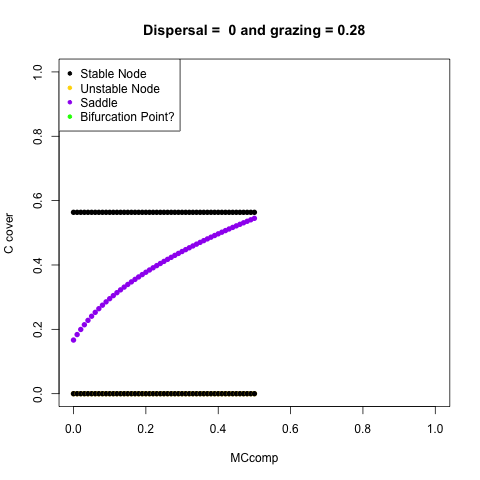 Dispersal =  0 and grazing = 0.28
Stable Node
Unstable Node
Saddle
Bifurcation Point?
C cover
1.0
0.8
0.6
0.4
0.2
0.0
0.0 0.2 0.4 0.6 0.8 1.0
MCcomp